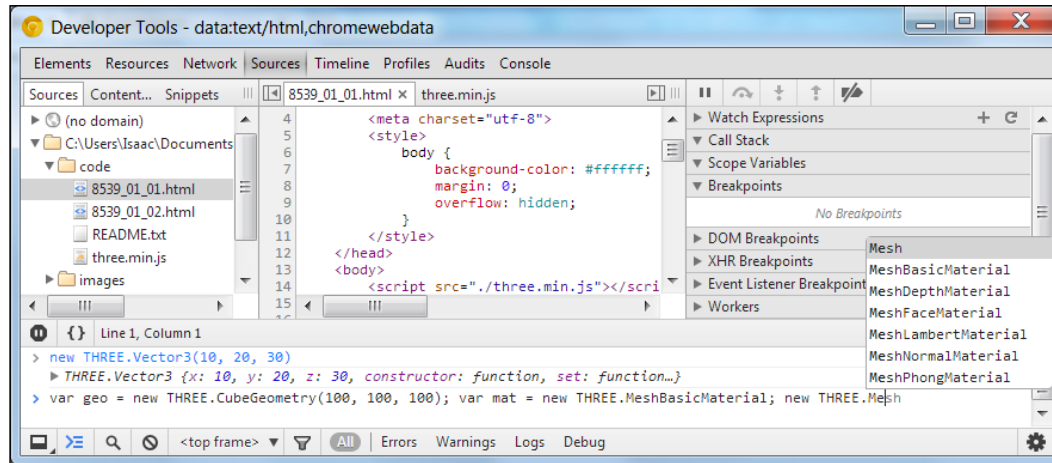 Developer Tools - data:text/html,chromewebdata
Elements Resources Network Sources Timeline Profiles Audits Console
Sources Content... Snippets
8539_01_01.html × three.min.js
(no domain)
C:\Users\Isaac\Documents
code
8539_01_01.html
8539_01_02.html
README.txt
three.min.js
images
4 <meta charset="utf-8">
5 <style>
6 body {
7 background-color: #ffffff;
8 margin: 0;
9 overflow: hidden;
10 }
11 </style>
12 </head>
13 <body>
14 <script src="./three.min.js"></scri
15
16
Watch Expressions
Call Stack
Scope Variables
Breakpoints
No Breakpoints
DOM Breakpoints
XHR Breakpoints
Event Listener Breakpoint
Workers
Mesh
MeshBasicMaterial
MeshDepthMaterial
MeshFaceMaterial
MeshLambertMaterial
MeshNormalMaterial
MeshPhongMaterial
{} Line 1, Column 1
> new THREE.Vector3(10, 20, 30)
THREE.Vector3 {x: 10, y: 20, z: 30, constructor: function, set: function…}
> var geo = new THREE.CubeGeometry(100, 100, 100); var mat = new THREE.MeshBasicMaterial; new THREE.Mesh
<top frame> All Errors Warnings Logs Debug